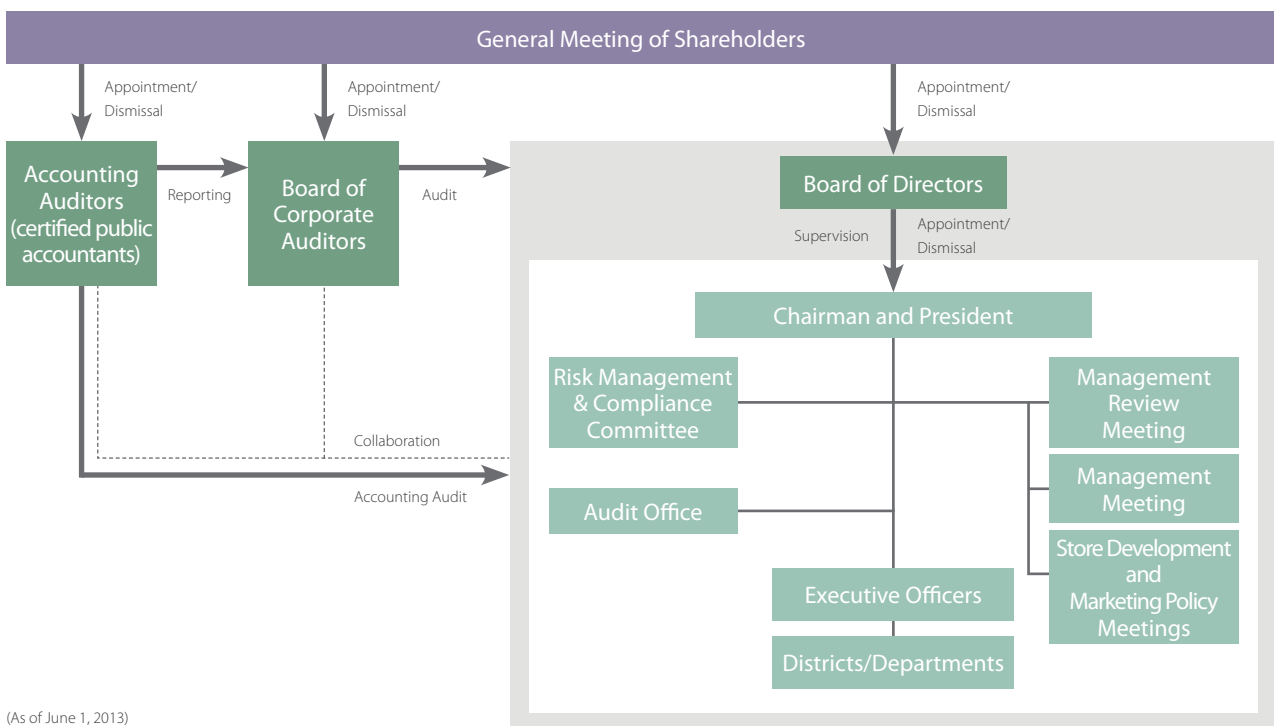 General Meeting of Shareholders
Appointment/
Dismissal
Appointment/
Dismissal
Appointment/
Dismissal
Accounting
Auditors
(certified public
accountants)
Reporting
Board of
Corporate
Auditors
Audit
Board of Directors
Supervision
Appointment/
Dismissal
Chairman and President
Risk Management
& Compliance
Committee
Management
Review
Meeting
Collaboration
Accounting Audit
Management
Meeting
Audit Office
Store Development
and
Marketing Policy
Meetings
Executive Officers
Districts/Departments
(As of June 1, 2013)